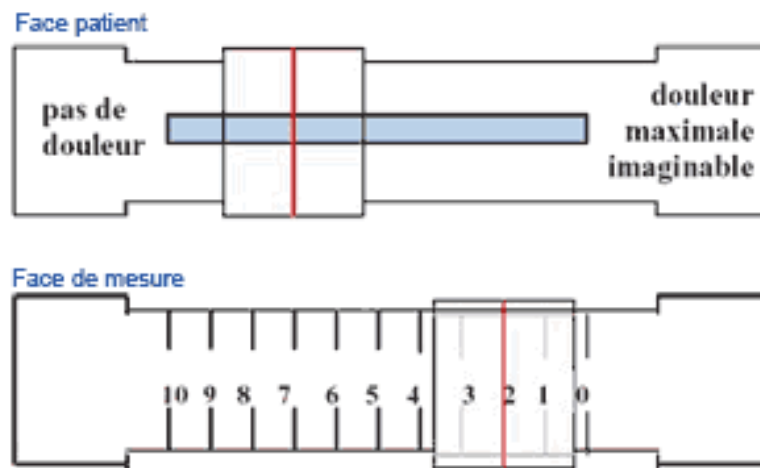 Face patient
pas de
douleur
douleur
maximale
imaginable
Face de mesure
10 9 8 7 6 5 4 3 2 1 0